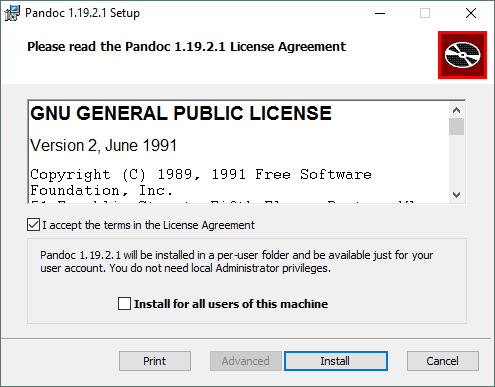 Pandoc 1.19.2.1 Setup
Please read the Pandoc 1.19.2.1 License Agreement
GNU GENERAL PUBLIC LICENSE
Version 2, June 1991
Copyright (C) 1989, 1991 Free Software
Foundation, Inc.
I accept the terms in the License Agreement
Pandoc 1.19.2.1 will be installed in a per-user folder and be available just for your
user account. You do not need local Administrator privileges.
Install for all users of this machine
Print
Advanced
Install
Cancel